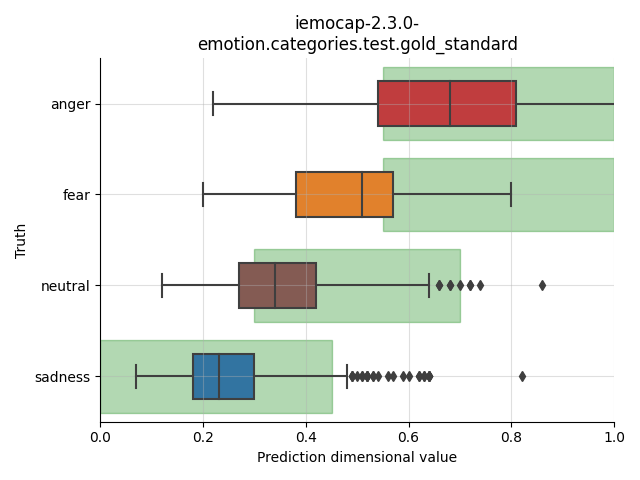 iemocap-2.3.0-
emotion.categories.test.gold_standard
anger
fear
neutral
sadness
Truth
0.0 0.2 0.4 0.6 0.8 1.0
Prediction dimensional value